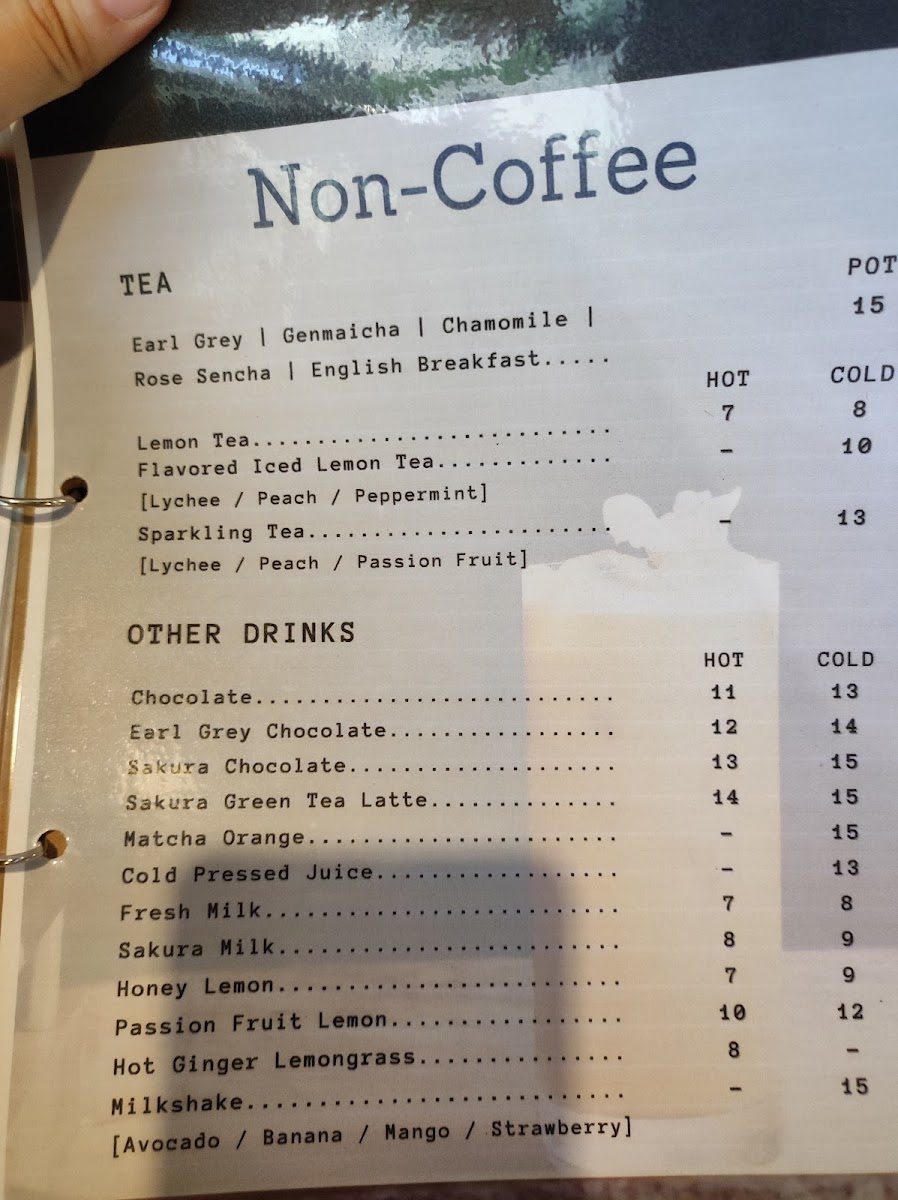 Non-Coffee
TEA POT
Earl Grey | Genmaicha | Chamomile | 15
Rose Sencha | English Breakfast.....
HOT COLD
Lemon Tea............................ 7 8
Flavored Iced Lemon Tea.............. - 10
[Lychee / Peach / Peppermint]
Sparkling Tea........................ - 13
[Lychee / Peach / Passion Fruit]
OTHER DRINKS
HOT COLD
Chocolate............................ 11 13
Earl Grey Chocolate.................. 12 14
Sakura Chocolate..................... 13 15
Sakura Green Tea Latte............... 14 15
Matcha Orange........................ - 15
Cold Pressed Juice................... - 13
Fresh Milk............................ 7 8
Sakura Milk........................... 8 9
Honey Lemon........................... 7 9
Passion Fruit Lemon.................. 10 12
Hot Ginger Lemongrass................ 8 -
Milkshake............................. - 15
[Avocado / Banana / Mango / Strawberry]